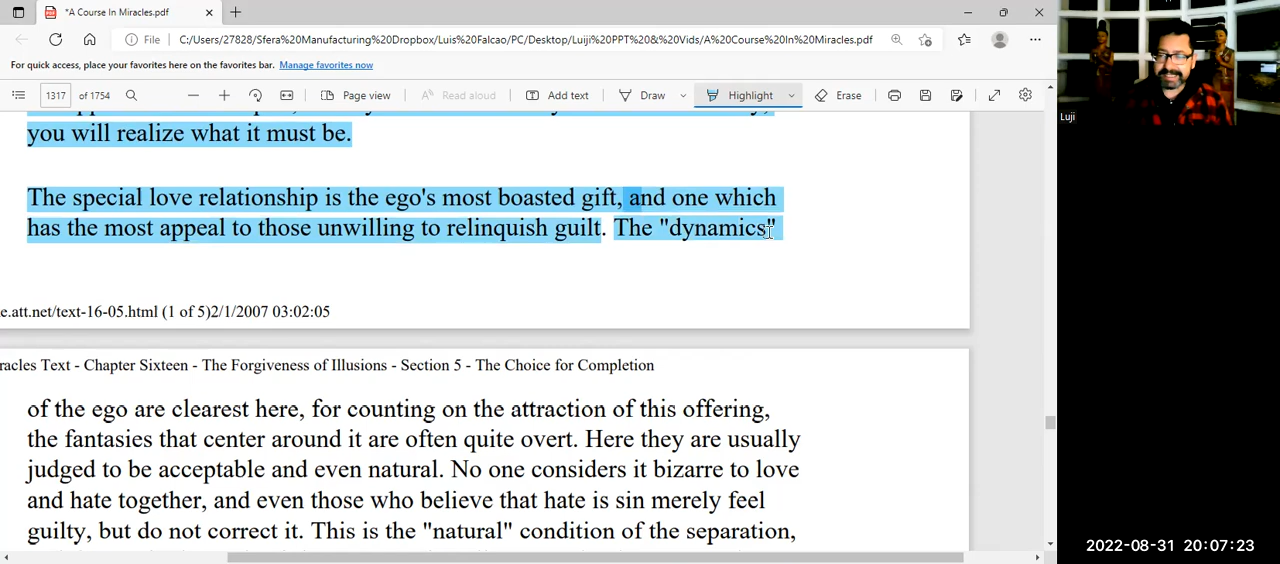 *A Course In Miracles.pdf
File
C:/Users/27828/Sfera%20Manufacturing%20Dropbox/Luis%20Falcao/PC/Desktop/Luiji%20PPT%20&%20Vids/A%20Course%20In%20Miracles.pdf
For quick access, place your favorites here on the favorites bar. Manage favorites now
1317 of 1754
Page view
Read aloud
Add text
Draw
Highlight
Erase
Luji
you will realize what it must be.
The special love relationship is the ego's most boasted gift, and one which
has the most appeal to those unwilling to relinquish guilt. The "dynamics"
e.att.net/text-16-05.html (1 of 5)2/1/2007 03:02:05
racles Text - Chapter Sixteen - The Forgiveness of Illusions - Section 5 - The Choice for Completion
of the ego are clearest here, for counting on the attraction of this offering,
the fantasies that center around it are often quite overt. Here they are usually
judged to be acceptable and even natural. No one considers it bizarre to love
and hate together, and even those who believe that hate is sin merely feel
guilty, but do not correct it. This is the "natural" condition of the separation,
2022-08-31 20:07:23